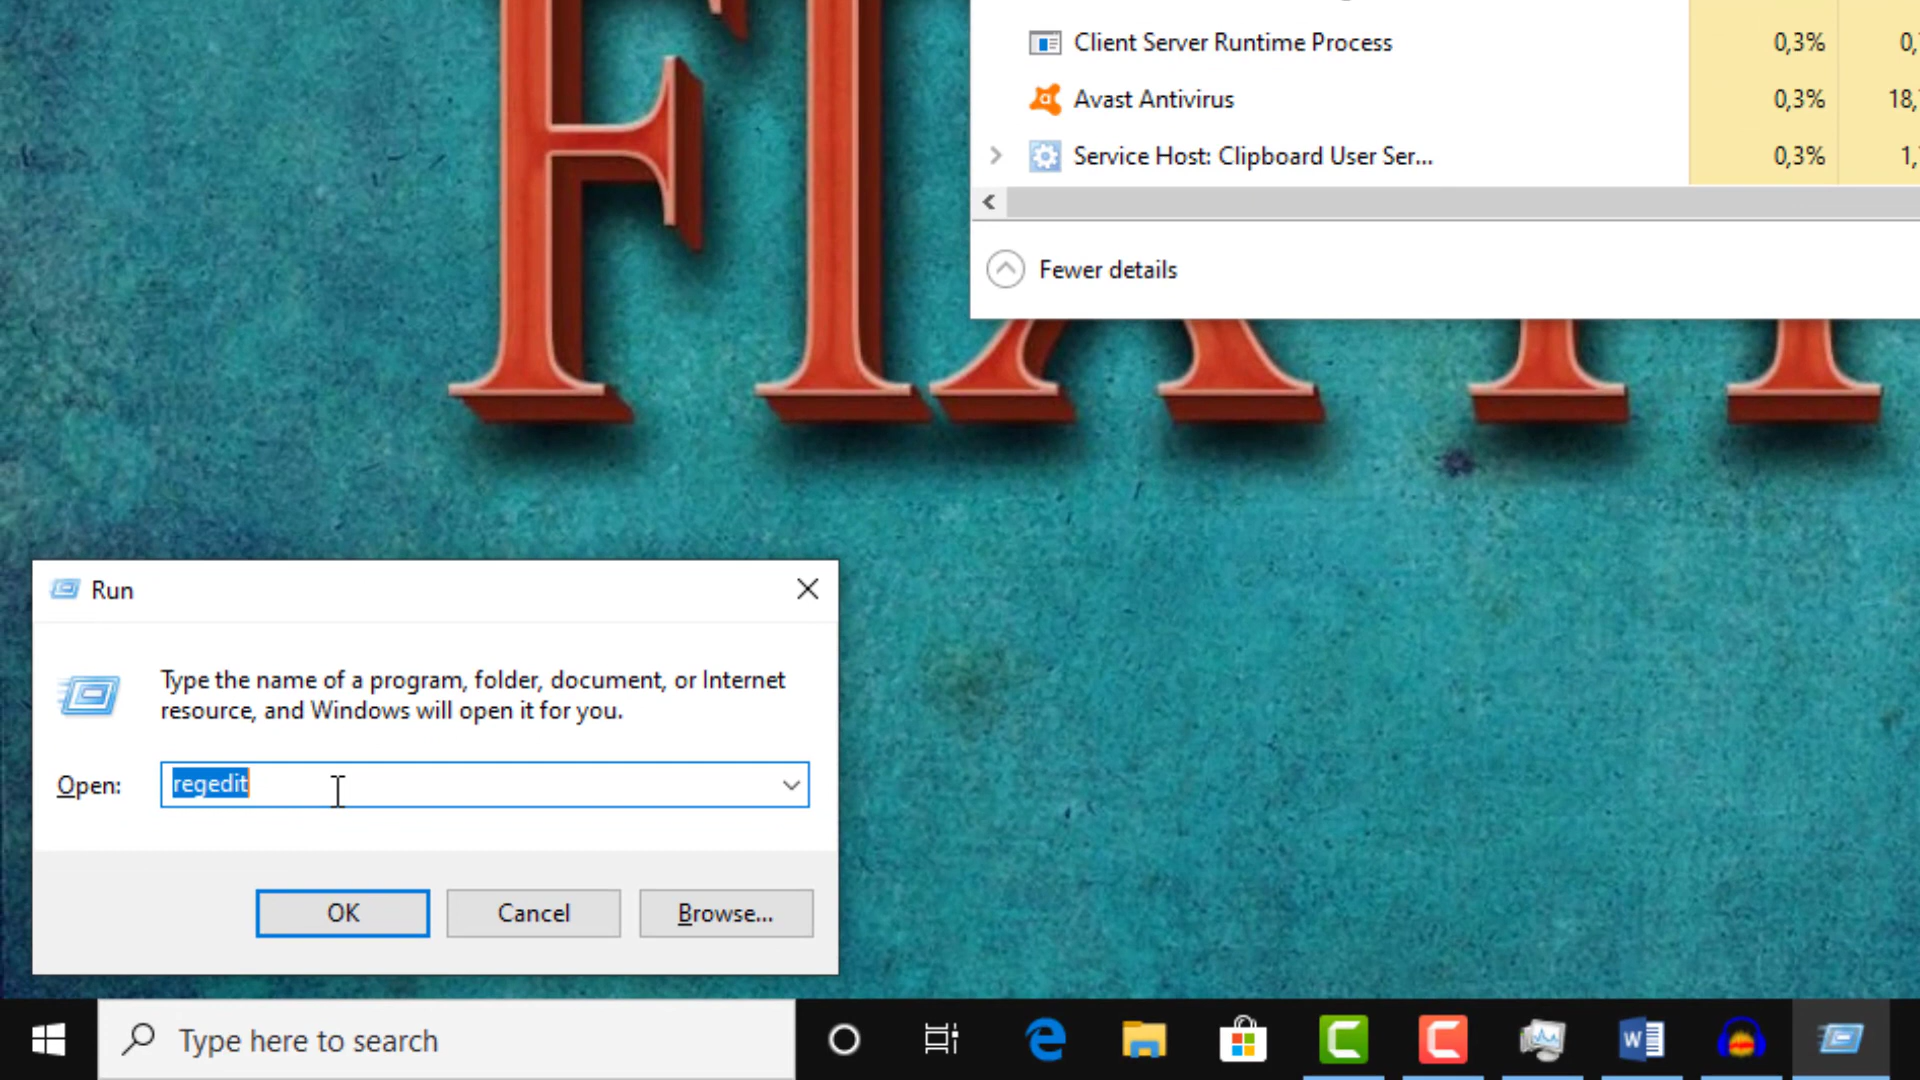 FIX
Client Server Runtime Process 0,3% 0,
Avast Antivirus 0,3% 18,
Service Host: Clipboard User Ser... 0,3% 1,
Fewer details
Run
Type the name of a program, folder, document, or Internet
resource, and Windows will open it for you.
Open: regedit
OK Cancel Browse...
Type here to search